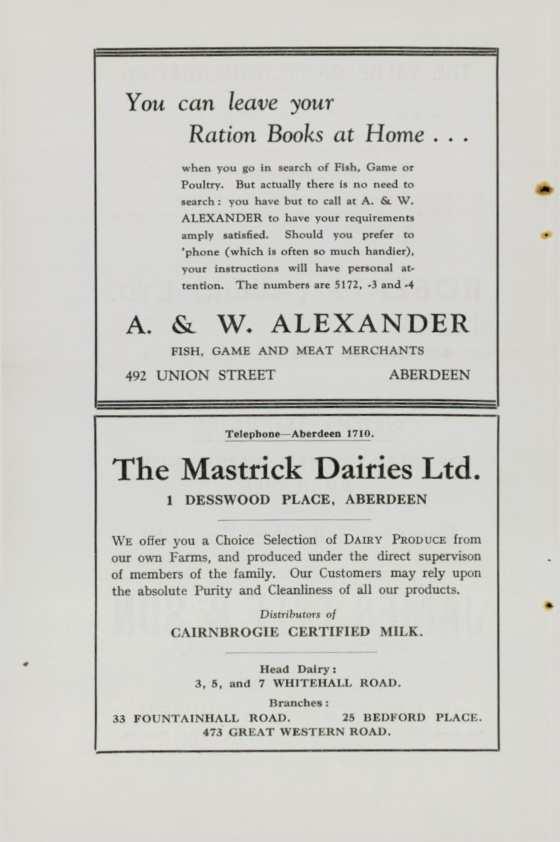 You can leave your
Ration Books at Home . . .
when you go in search of Fish, Game or
Poultry. But actually there is no need to
search : you have but to call at A. & W.
ALEXANDER to have your requirements
amply satisfied. Should you prefer to
'phone (which is often so much handier),
your instructions will have personal at-
tention. The numbers are 5172, -3 and -4
A. & W. ALEXANDER
FISH, GAME AND MEAT MERCHANTS
492 UNION STREET ABERDEEN
Telephone—Aberdeen 1710.
The Mastrick Dairies Ltd.
1 DESSWOOD PLACE, ABERDEEN
WE offer you a Choice Selection of DAIRY PRODUCE from
our own Farms, and produced under the direct supervison
of members of the family. Our Customers may rely upon
the absolute Purity and Cleanliness of all our products.
Distributors of
CAIRNBROGIE CERTIFIED MILK.
Head Dairy :
3, 5, and 7 WHITEHALL ROAD.
Branches :
33 FOUNTAINHALL ROAD. 25 BEDFORD PLACE.
473 GREAT WESTERN ROAD.